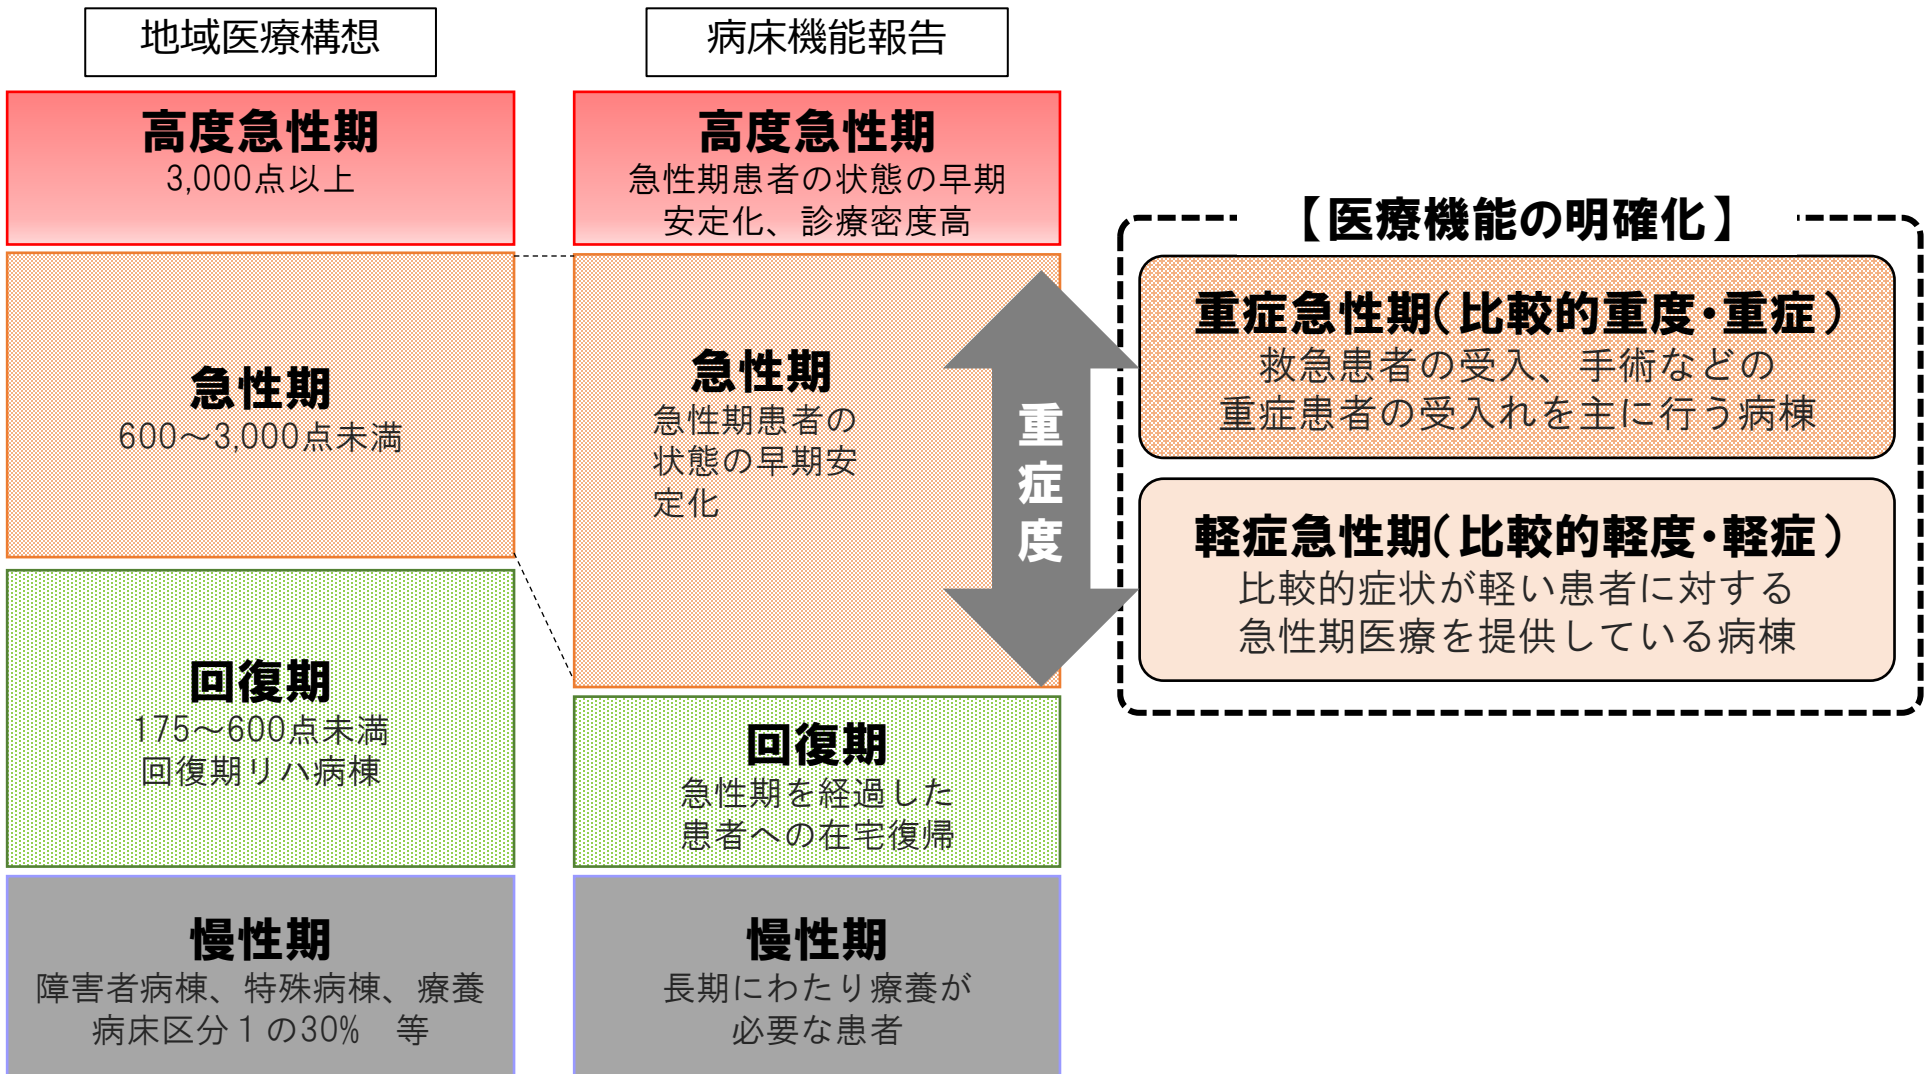 地域医療構想
高度急性期
3,000点以上
急性期
600～3,000点未満
回復期
175～600点未満
回復期リハ病棟
慢性期
障害者病棟、特殊病棟、療養
病床区分１の30%　等
病床機能報告
高度急性期
急性期患者の状態の早期
安定化、診療密度高
急性期
急性期患者の
状態の早期安
定化
回復期
急性期を経過した
患者への在宅復帰
慢性期
長期にわたり療養が
必要な患者
重症度
【医療機能の明確化】
重症急性期（比較的重度・重症）
救急患者の受入、手術などの
重症患者の受入れを主に行う病棟
軽症急性期（比較的軽度・軽症）
比較的症状が軽い患者に対する
急性期医療を提供している病棟